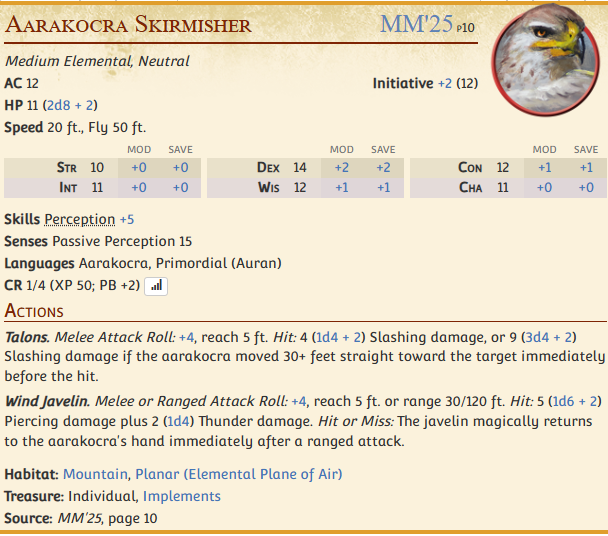 Aarakocra Skirmisher MM'25 p10
Medium Elemental, Neutral
AC 12 Initiative +2 (12)
HP 11 (2d8 + 2)
Speed 20 ft., Fly 50 ft.
MOD SAVE MOD SAVE MOD SAVE
Str 10 +0 +0 Dex 14 +2 +2 Con 12 +1 +1
Int 11 +0 +0 Wis 12 +1 +1 Cha 11 +0 +0
Skills Perception +5
Senses Passive Perception 15
Languages Aarakocra, Primordial (Auran)
CR 1/4 (XP 50; PB +2)
Actions
Talons. Melee Attack Roll: +4, reach 5 ft. Hit: 4 (1d4 + 2) Slashing damage, or 9 (3d4 + 2)
Slashing damage if the aarakocra moved 30+ feet straight toward the target immediately
before the hit.
Wind Javelin. Melee or Ranged Attack Roll: +4, reach 5 ft. or range 30/120 ft. Hit: 5 (1d6 + 2)
Piercing damage plus 2 (1d4) Thunder damage. Hit or Miss: The javelin magically returns
to the aarakocra's hand immediately after a ranged attack.
Habitat: Mountain, Planar (Elemental Plane of Air)
Treasure: Individual, Implements
Source: MM'25, page 10